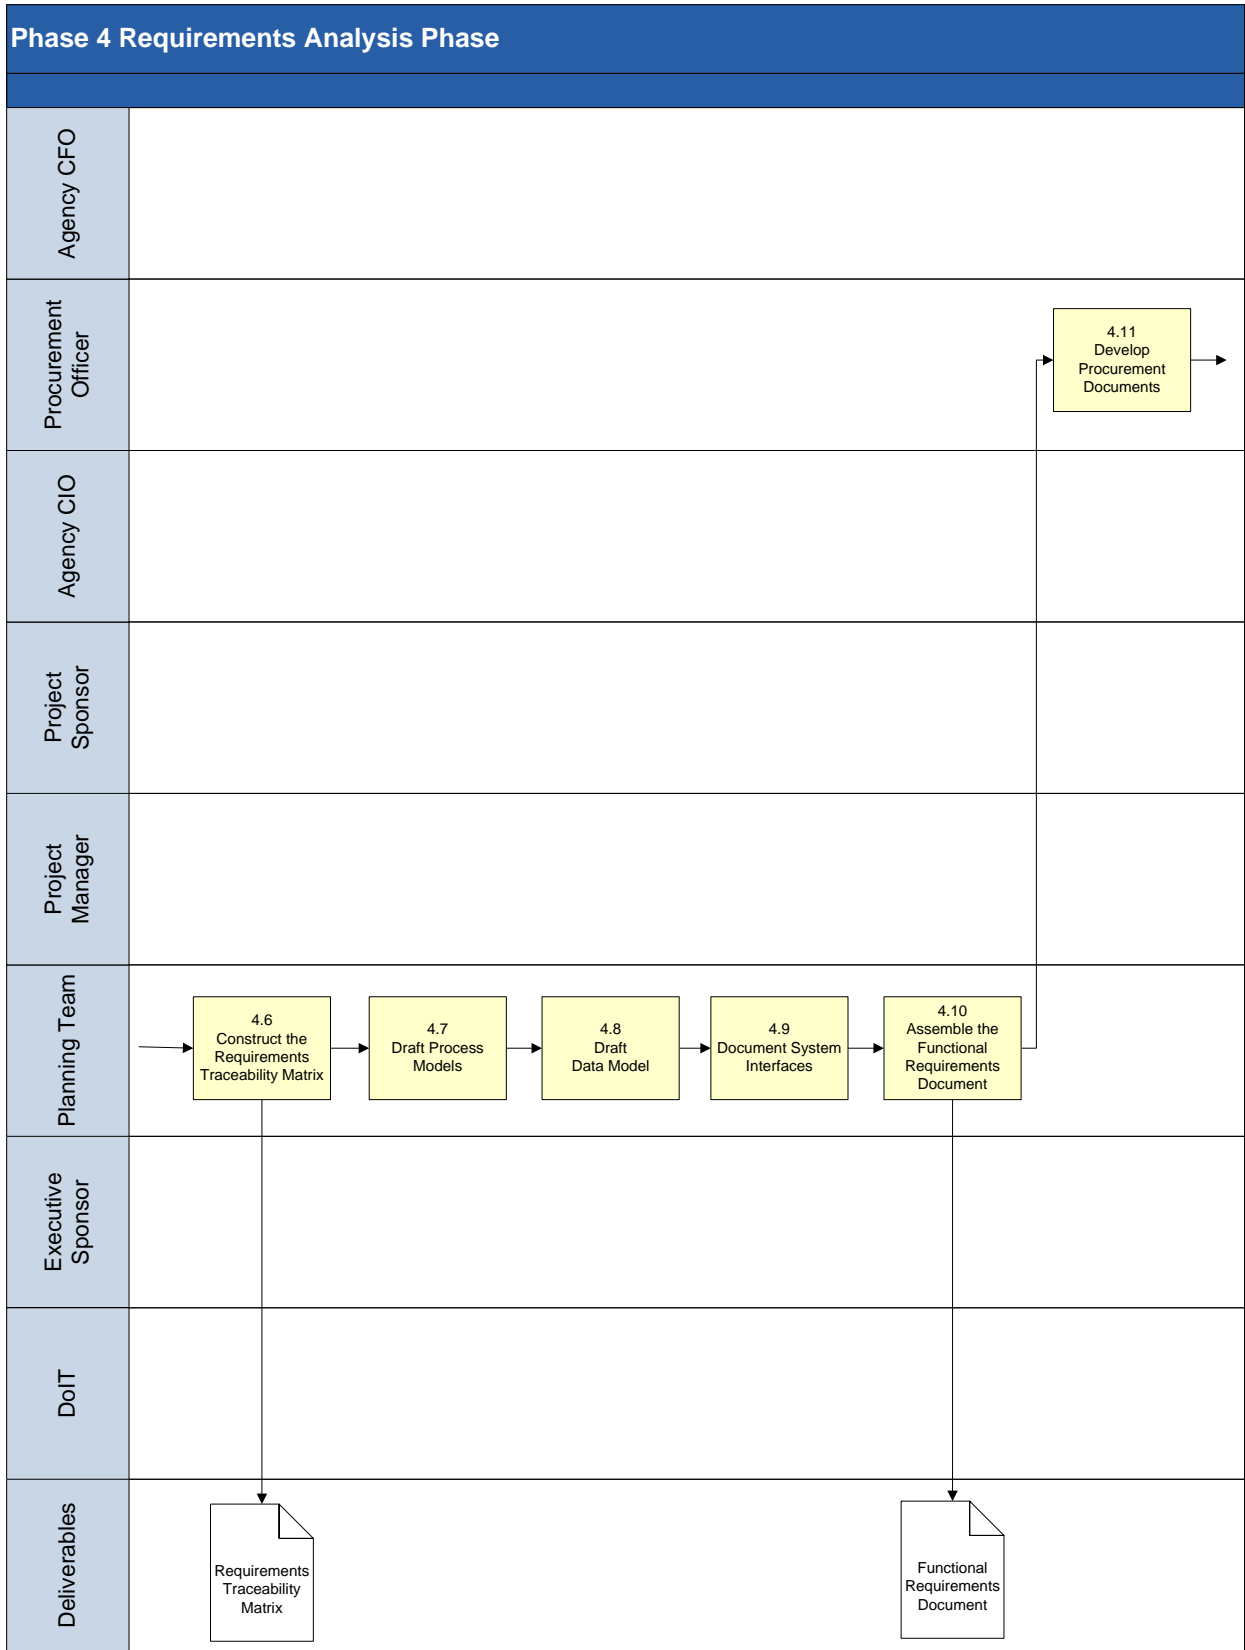 Phase 4 Requirements Analysis Phase
Agency CFO
Procurement
Officer
4.11
Develop
Procurement
Documents
Agency CIO
Project
Sponsor
Project
Manager
Planning Team
4.6
Construct the
Requirements
Traceability Matrix
4.7
Draft Process
Models
4.8
Draft
Data Model
4.9
Document System
Interfaces
4.10
Assemble the
Functional
Requirements
Document
Executive
Sponsor
DoIT
Deliverables
Requirements
Traceability
Matrix
Functional
Requirements
Document